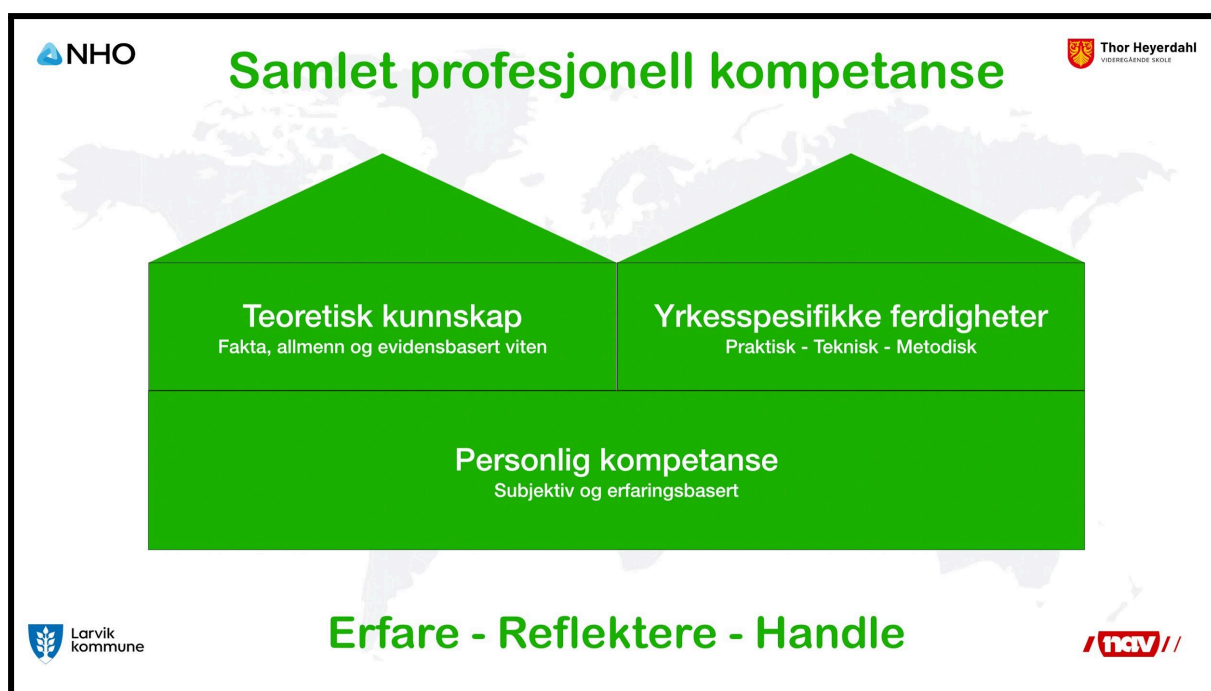 NHO
Samlet profesjonell kompetanse
Thor Heyerdahl
VIDEREGÅENDE SKOLE
Teoretisk kunnskap
Fakta, allmenn og evidensbasert viten
Yrkesspesifikke ferdigheter
Praktisk - Teknisk - Metodisk
Personlig kompetanse
Subjektiv og erfaringsbasert
Larvik
kommune
Erfare - Reflektere - Handle
nav